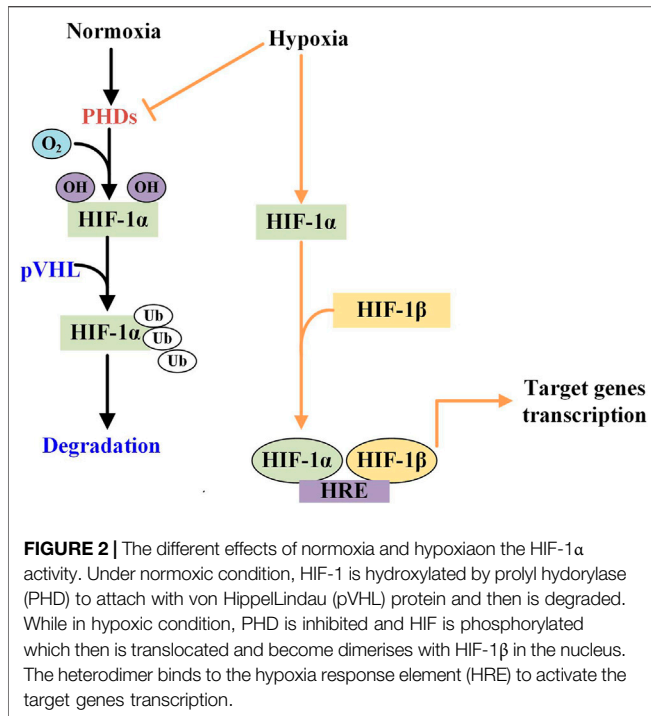 Normoxia
Hypoxia
PHDs
O2
OH
OH
HIF-1α
HIF-1α
pVHL
HIF-1α
Ub
Ub
Ub
HIF-1β
Target genes
transcription
Degradation
HIF-1α
HIF-1β
HRE
FIGURE 2 | The different effects of normoxia and hypoxiaon the HIF-1α
activity. Under normoxic condition, HIF-1 is hydroxylated by prolyl hydorylase
(PHD) to attach with von HippelLindau (pVHL) protein and then is degraded.
While in hypoxic condition, PHD is inhibited and HIF is phosphorylated
which then is translocated and become dimerises with HIF-1β in the nucleus.
The heterodimer binds to the hypoxia response element (HRE) to activate the
target genes transcription.